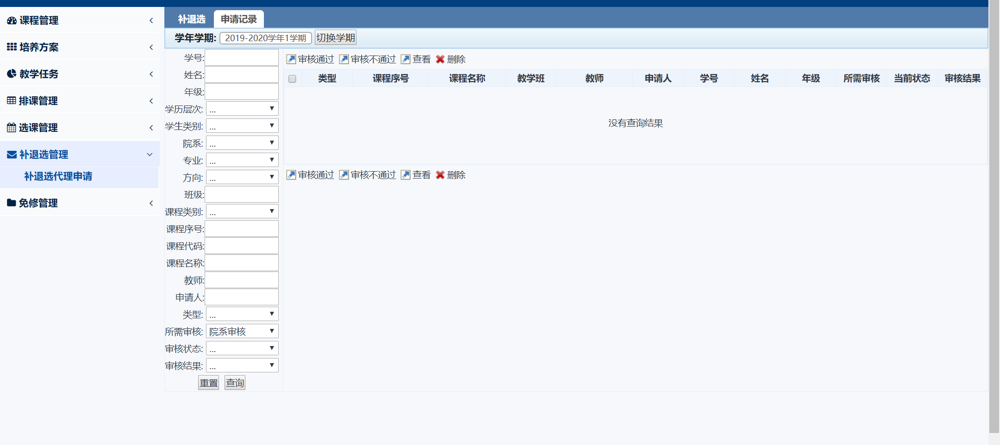 课程管理
培养方案
教学任务
排课管理
选课管理
补退选管理
补退选代理申请
免修管理
补退选 申请记录
学年学期: 2019-2020学年1学期 切换学期
学号:
姓名:
年级:
学历层次: ...
学生类别: ...
院系: ...
专业: ...
方向: ...
班级:
课程类别: ...
课程序号:
课程代码:
课程名称:
教师:
申请人:
类型: ...
所需审核: 院系审核
审核状态: ...
审核结果: ...
重置 查询
审核通过 审核不通过 查看 删除
类型 课程序号 课程名称 教学班 教师 申请人 学号 姓名 年级 所需审核 当前状态 审核结果
没有查询结果
审核通过 审核不通过 查看 删除